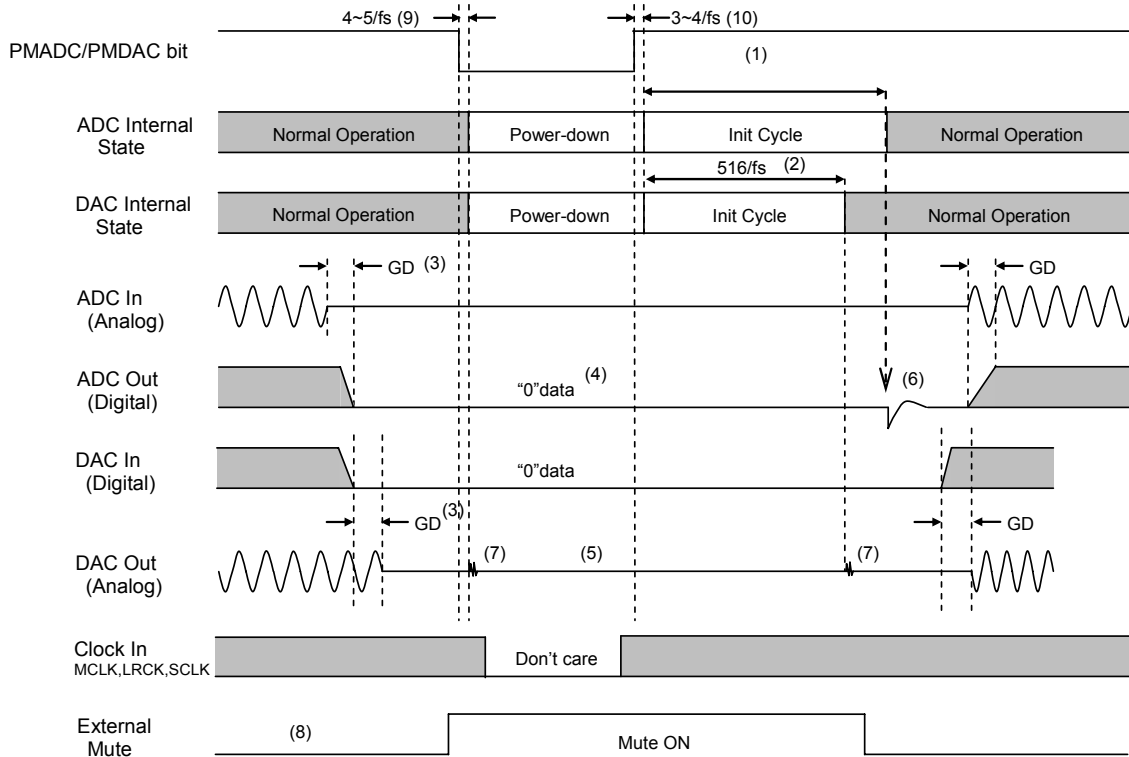 4~5/fs (9)
3~4/fs (10)
PMADC/PMDAC bit
(1)
ADC Internal
State
Normal Operation
Power-down
Init Cycle
Normal Operation
516/fs (2)
DAC Internal
State
Normal Operation
Power-down
Init Cycle
Normal Operation
GD (3)
GD
ADC In
(Analog)
ADC Out
(Digital)
“0”data (4)
(6)
DAC In
(Digital)
“0”data
GD (3)
GD
DAC Out
(Analog)
(7)
(5)
(7)
Clock In
MCLK,LRCK,SCLK
Don’t care
External
Mute
(8)
Mute ON